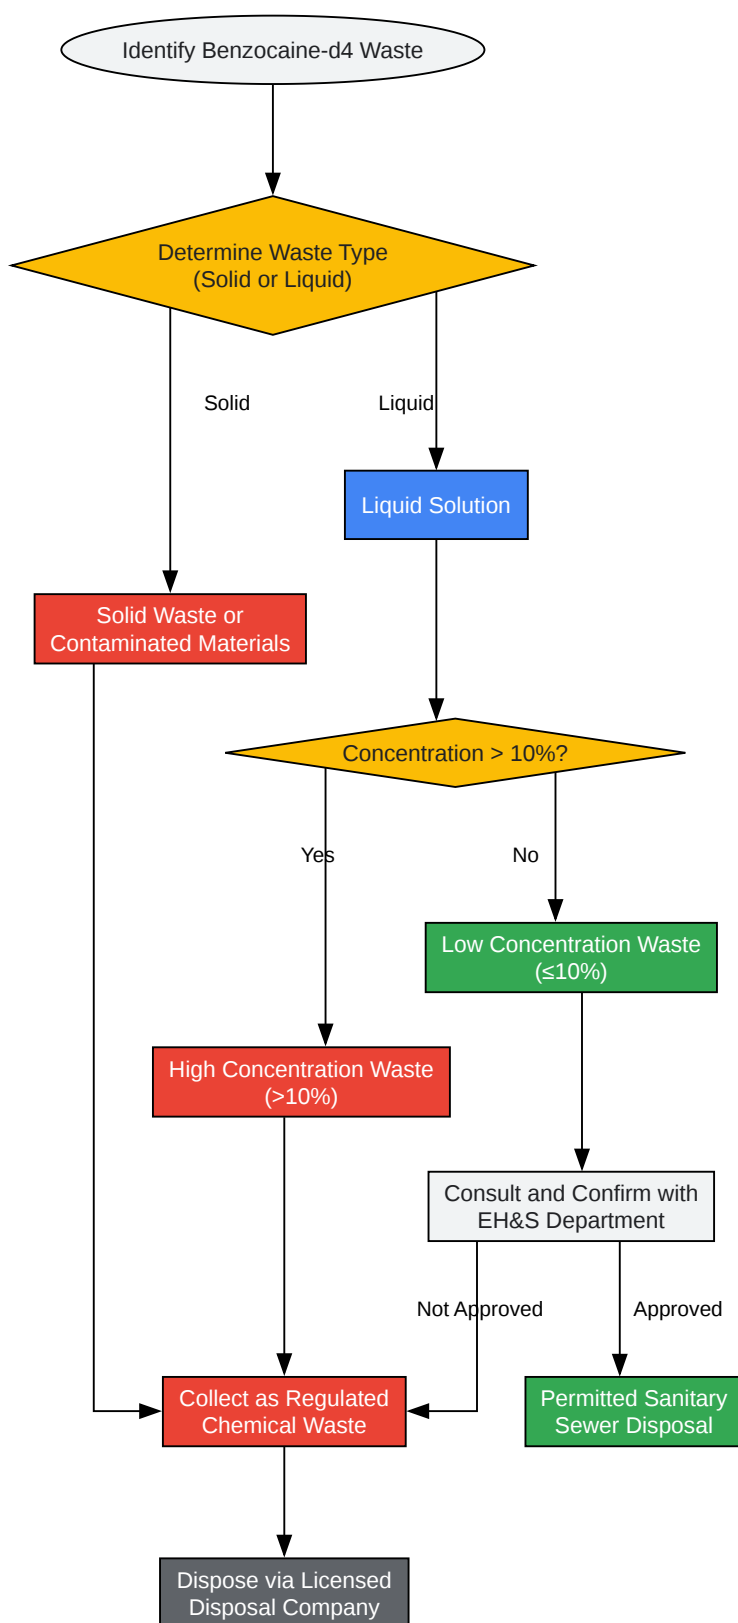 Identify Benzocaine-d4 Waste
Determine Waste Type
(Solid or Liquid)
Solid
Liquid
Liquid Solution
Solid Waste or
Contaminated Materials
Concentration > 10%?
Yes
No
Low Concentration Waste
(≤10%)
High Concentration Waste
(>10%)
Consult and Confirm with
EH&S Department
Not Approved
Approved
Collect as Regulated
Chemical Waste
Permitted Sanitary
Sewer Disposal
Dispose via Licensed
Disposal Company